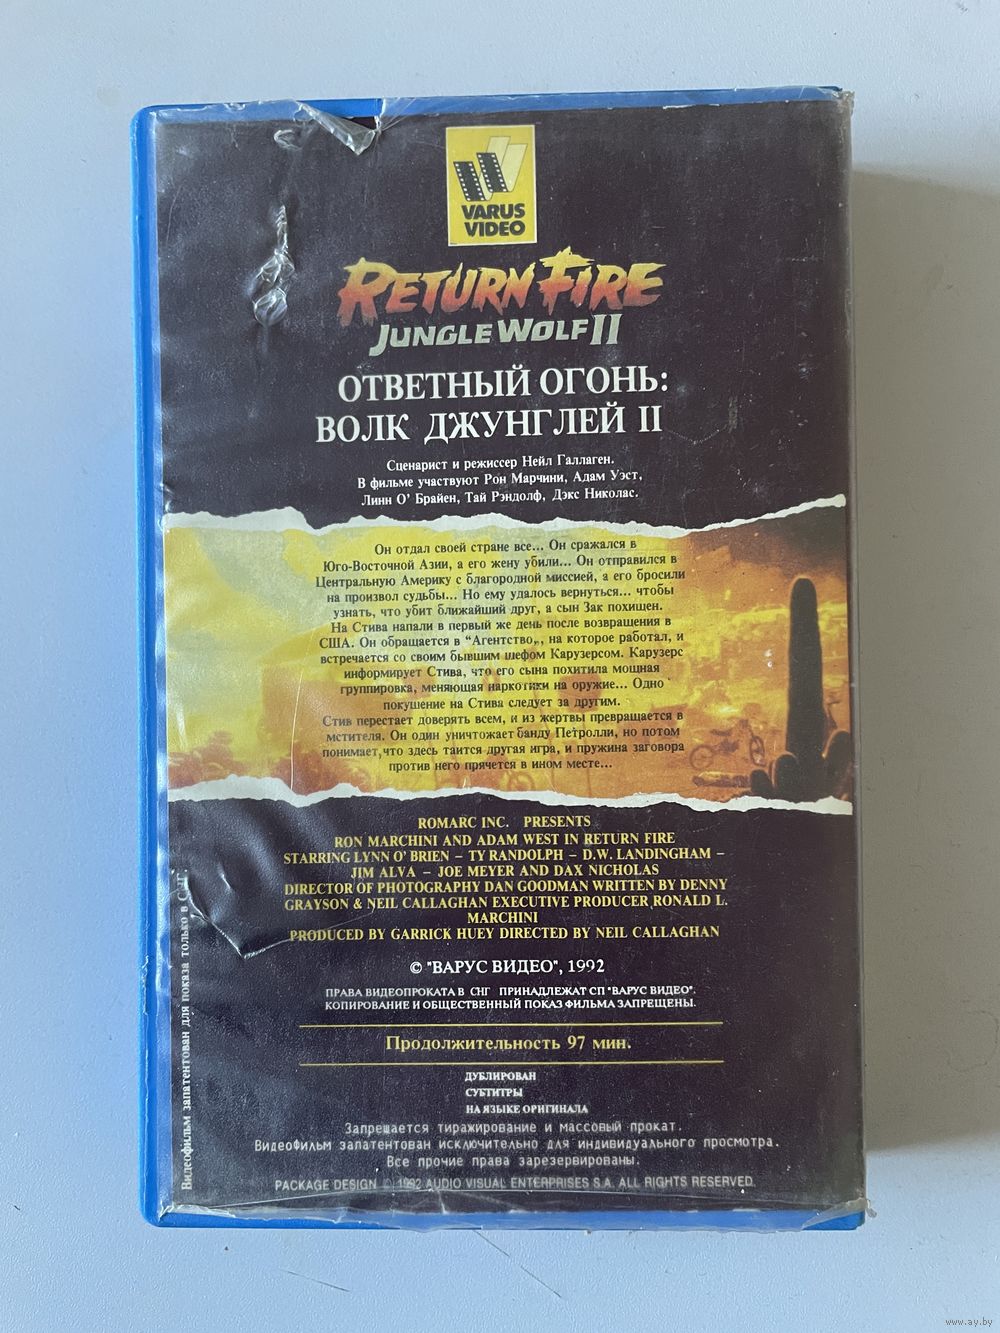 VARUS
VIDEO
RETURN FIRE
JUNGLE WOLF II
ОТВЕТНЫЙ ОГОНЬ:
ВОЛК ДЖУНГЛЕЙ II
Сценарист и режиссер Нейл Галлаген.
В фильме участвуют Рон Марчини, Адам Уэст,
Линн О' Брайен, Тай Рэндолф, Дэкс Николас.
Он отдал своей стране все... Он сражался в
Юго-Восточной Азии, а его жену убили... Он отправился в
Центральную Америку с благородной миссией, а его бросили
на произвол судьбы... Но ему удалось вернуться... чтобы
узнать, что убит ближайший друг, а сын Зак похищен.
На Стива напали в первый же день после возвращения в
США. Он обращается в "Агентство„, на которое работал, и
встречается со своим бывшим шефом Карузерсом. Карузерс
информирует Стива, что его сына похитила мощная
группировка, меняющая наркотики на оружие... Одно
покушение на Стива следует за другим.
Стив перестает доверять всем, и из жертвы превращается в
мстителя. Он один уничтожает банду Петролли, но потом
понимает, что здесь таится другая игра, и пружина заговора
против него прячется в ином месте...
ROMARC INC. PRESENTS
RON MARCHINI AND ADAM WEST IN RETURN FIRE
STARRING LYNN O' BRIEN – TY RANDOLPH – D.W. LANDINGHAM –
JIM ALVA – JOE MEYER AND DAX NICHOLAS
DIRECTOR OF PHOTOGRAPHY DAN GOODMAN WRITTEN BY DENNY
GRAYSON & NEIL CALLAGHAN EXECUTIVE PRODUCER RONALD L.
MARCHINI
PRODUCED BY GARRICK HUEY DIRECTED BY NEIL CALLAGHAN
© "ВАРУС ВИДЕО", 1992
ПРАВА ВИДЕОПРОКАТА В СНГ ПРИНАДЛЕЖАТ СП "ВАРУС ВИДЕО".
КОПИРОВАНИЕ И ОБЩЕСТВЕННЫЙ ПОКАЗ ФИЛЬМА ЗАПРЕЩЕНЫ.
Продолжительность 97 мин.
ДУБЛИРОВАН
СУБТИТРЫ
НА ЯЗЫКЕ ОРИГИНАЛА
Запрещается тиражирование и массовый прокат.
Видеофильм запатентован исключительно для индивидуального просмотра.
Все прочие права зарезервированы.
PACKAGE DESIGN © 1992 AUDIO VISUAL ENTERPRISES S.A. ALL RIGHTS RESERVED.
Видеофильм запатентован для показа только в СНГ.
www.ay.by